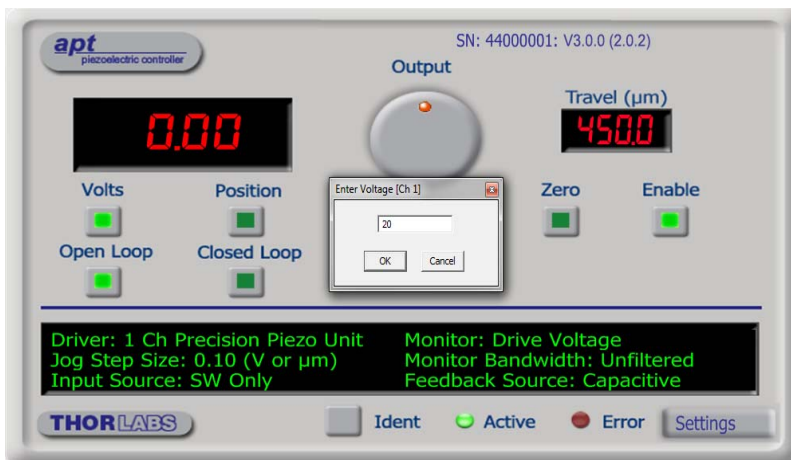 apt
piezoelectric controller
SN: 44000001: V3.0.0 (2.0.2)
Output
Travel (µm)
0.00
450.0
Enter Voltage [Ch 1]
20
OK Cancel
Volts Position Zero Enable
Open Loop Closed Loop
Driver: 1 Ch Precision Piezo Unit Monitor: Drive Voltage
Jog Step Size: 0.10 (V or µm) Monitor Bandwidth: Unfiltered
Input Source: SW Only Feedback Source: Capacitive
THORLABS Ident Active Error Settings